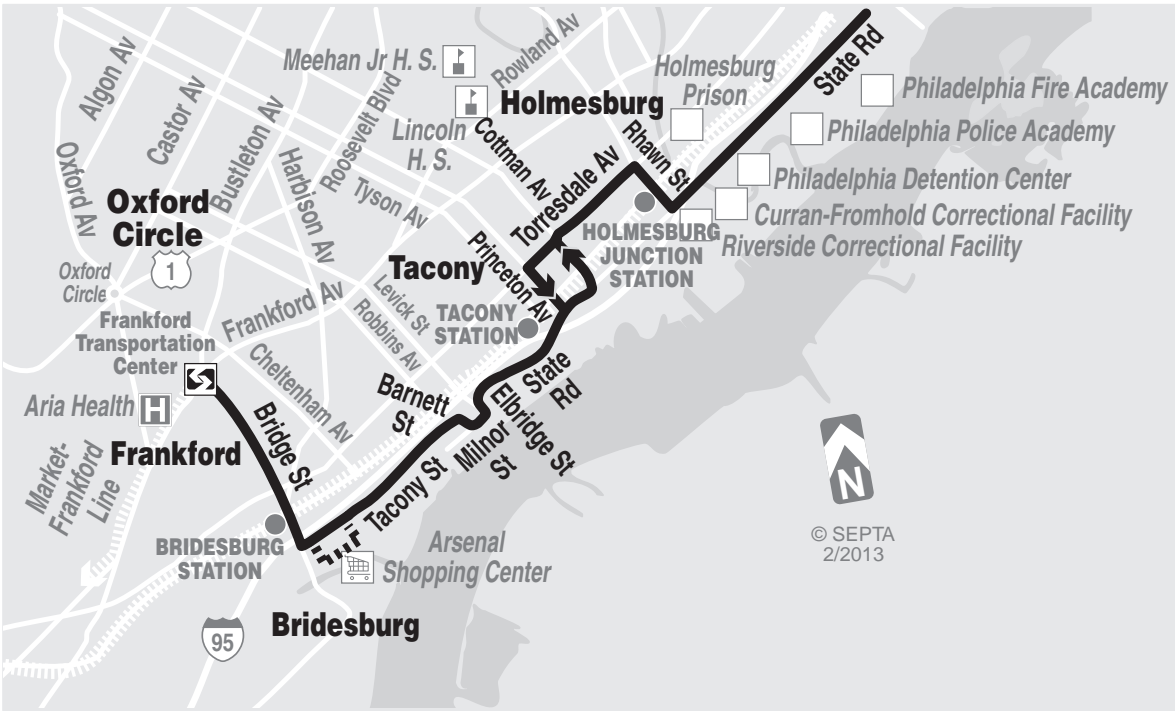 Algon Av
Castor Av
Bustleton Av
Roosevelt Blvd
Oxford Av
Harbison Av
Tyson Av
Meehan Jr H. S.
Rowland Av
Lincoln
H. S.
Cottman Av
Holmesburg
Holmesburg
Prison
State Rd
Philadelphia Fire Academy
Philadelphia Police Academy
Philadelphia Detention Center
Curran-Fromhold Correctional Facility
Riverside Correctional Facility
Rhawn St
Torresdale Av
HOLMESBURG
JUNCTION
STATION
Oxford
Circle
1
Oxford
Circle
Tacony
Princeton Av
TACONY
STATION
Levick St
Robbins Av
Frankford Av
Frankford
Transportation
Center
Cheltenham Av
Aria Health
H
Frankford
Bridge St
Market-
Frankford
Line
Barnett
St
State
Rd
Elbridge St
Milnor
St
Tacony St
BRIDESBURG
STATION
Arsenal
Shopping Center
95
Bridesburg
N
© SEPTA
2/2013